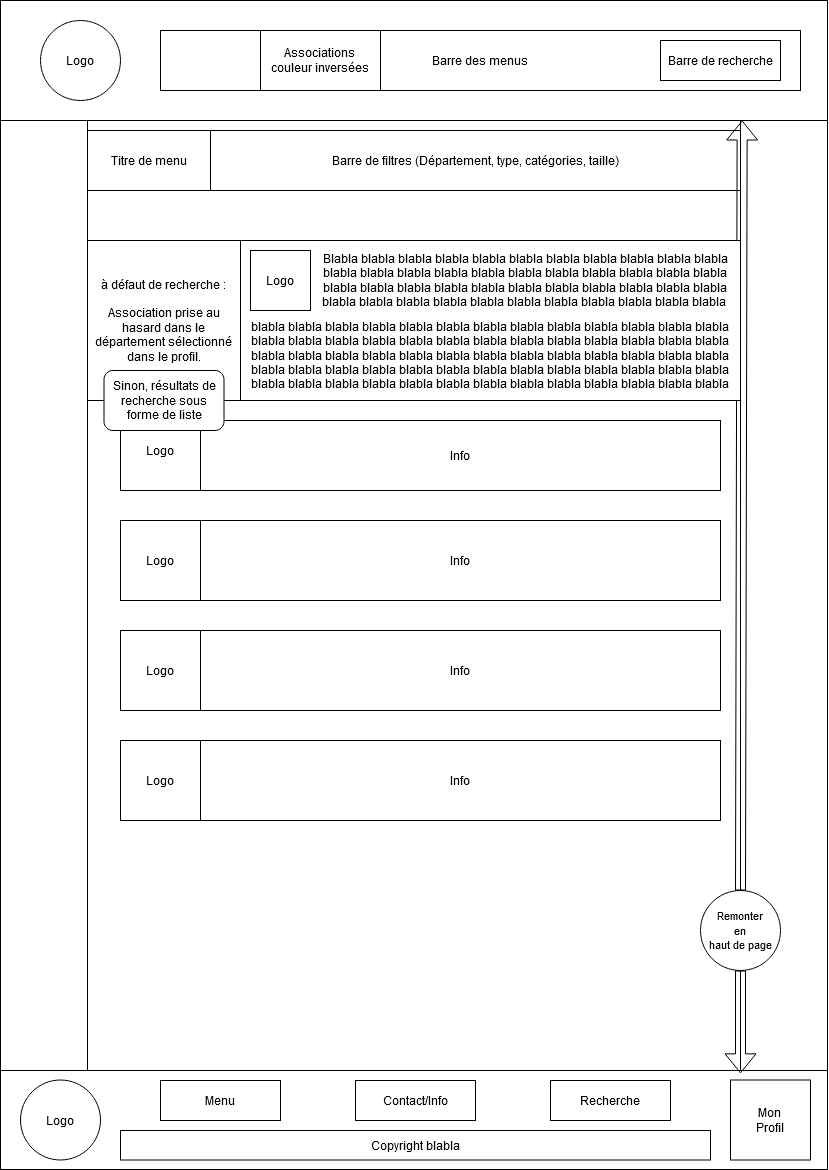 Logo
Associations
couleur inversées
Barre des menus
Barre de recherche
Titre de menu
Barre de filtres (Département, type, catégories, taille)
à défaut de recherche :
Association prise au
hasard dans le
département sélectionné
dans le profil.
Logo
Blabla blabla blabla blabla blabla blabla blabla blabla blabla blabla blabla
blabla blabla blabla blabla blabla blabla blabla blabla blabla blabla blabla
blabla blabla blabla blabla blabla blabla blabla blabla blabla blabla blabla
blabla blabla blabla blabla blabla blabla blabla blabla blabla blabla blabla
blabla blabla blabla blabla blabla blabla blabla blabla blabla blabla blabla blabla blabla
blabla blabla blabla blabla blabla blabla blabla blabla blabla blabla blabla blabla blabla
blabla blabla blabla blabla blabla blabla blabla blabla blabla blabla blabla blabla blabla
blabla blabla blabla blabla blabla blabla blabla blabla blabla blabla blabla blabla blabla
blabla blabla blabla blabla blabla blabla blabla blabla blabla blabla blabla blabla blabla
Sinon, résultats de
recherche sous
forme de liste
Logo
Info
Logo
Info
Logo
Info
Logo
Info
Remonter
en
haut de page
Logo
Menu
Contact/Info
Recherche
Mon
Profil
Copyright blabla